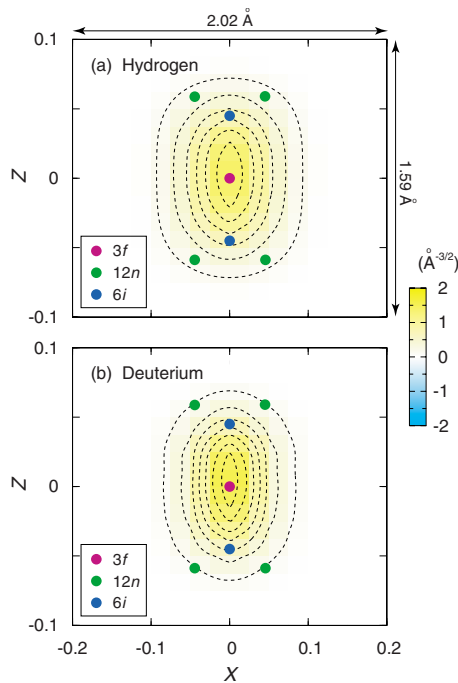 2.02 Å
0.1
(a) Hydrogen
Z
0
1.59 Å
3f
12n
6i
-0.1
(Å-3/2)
2
1
0
-1
-2
0.1
(b) Deuterium
Z
0
3f
12n
6i
-0.1
-0.2
-0.1
0
0.1
0.2
X